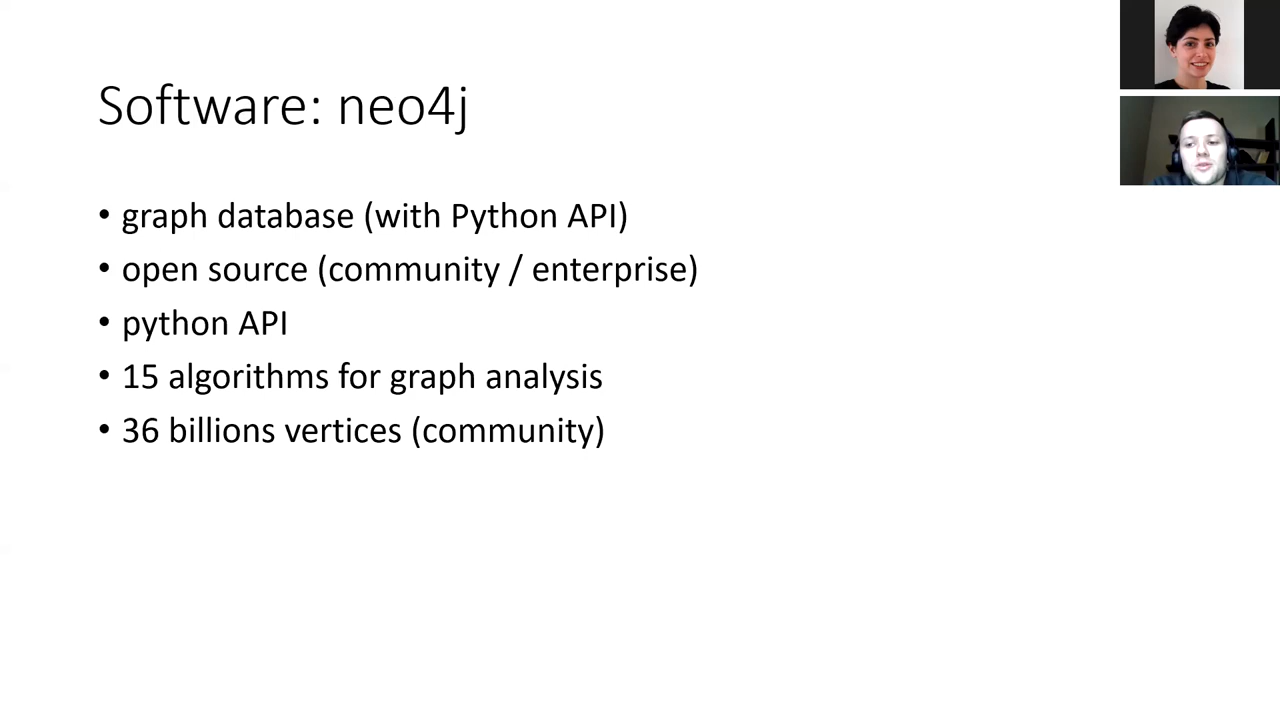 Software: neo4j
• graph database (with Python API)
• open source (community / enterprise)
• python API
• 15 algorithms for graph analysis
• 36 billions vertices (community)